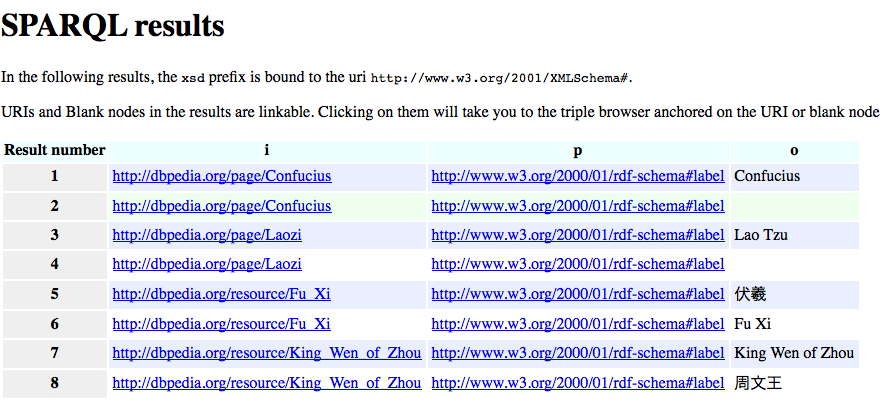 SPARQL results
In the following results, the xsd prefix is bound to the uri http://www.w3.org/2001/XMLSchema#.
URIs and Blank nodes in the results are linkable. Clicking on them will take you to the triple browser anchored on the URI or blank node
Result number i p o
1 http://dbpedia.org/page/Confucius http://www.w3.org/2000/01/rdf-schema#label Confucius
2 http://dbpedia.org/page/Confucius http://www.w3.org/2000/01/rdf-schema#label
3 http://dbpedia.org/page/Laozi http://www.w3.org/2000/01/rdf-schema#label Lao Tzu
4 http://dbpedia.org/page/Laozi http://www.w3.org/2000/01/rdf-schema#label
5 http://dbpedia.org/resource/Fu_Xi http://www.w3.org/2000/01/rdf-schema#label 伏羲
6 http://dbpedia.org/resource/Fu_Xi http://www.w3.org/2000/01/rdf-schema#label Fu Xi
7 http://dbpedia.org/resource/King_Wen_of_Zhou http://www.w3.org/2000/01/rdf-schema#label King Wen of Zhou
8 http://dbpedia.org/resource/King_Wen_of_Zhou http://www.w3.org/2000/01/rdf-schema#label 周文王